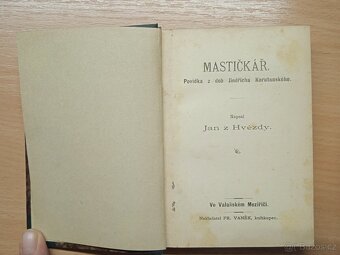 MASTIČKÁŘ.
Povídka z dob Jindřicha Korutanského.
Napsal
Jan z Hvězdy.
Ve Valašském Meziříčí.
Nakladatel FR. VANĚK, knihkupec.